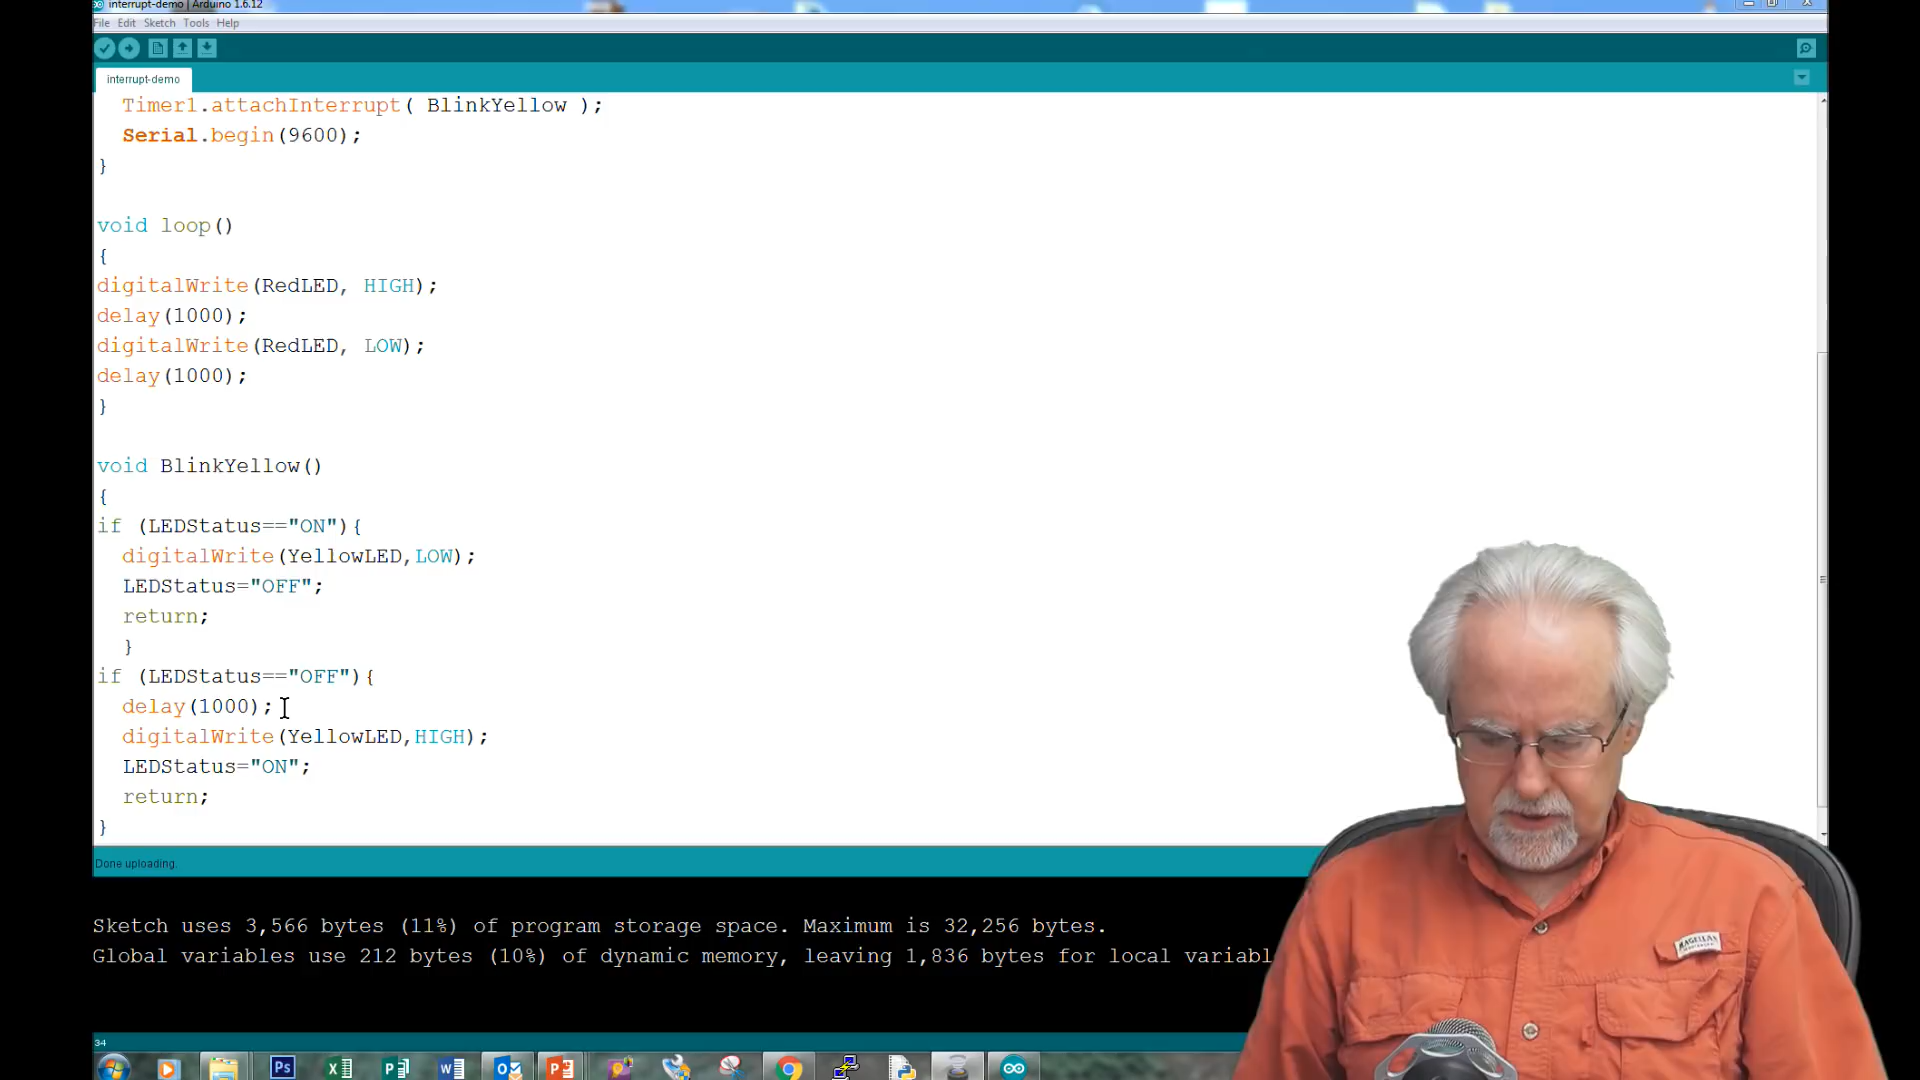 interrupt-demo | Arduino 1.6.12
File Edit Sketch Tools Help
interrupt-demo
Timer1.attachInterrupt( BlinkYellow );
Serial.begin(9600);
}
void loop()
{
digitalWrite(RedLED, HIGH);
delay(1000);
digitalWrite(RedLED, LOW);
delay(1000);
}
void BlinkYellow()
{
if (LEDStatus=="ON"){
digitalWrite(YellowLED,LOW);
LEDStatus="OFF";
return;
}
if (LEDStatus=="OFF"){
delay(1000);
digitalWrite(YellowLED,HIGH);
LEDStatus="ON";
return;
}
Done uploading.
Sketch uses 3,566 bytes (11%) of program storage space. Maximum is 32,256 bytes.
Global variables use 212 bytes (10%) of dynamic memory, leaving 1,836 bytes for local variabl
34
MAGELLAN